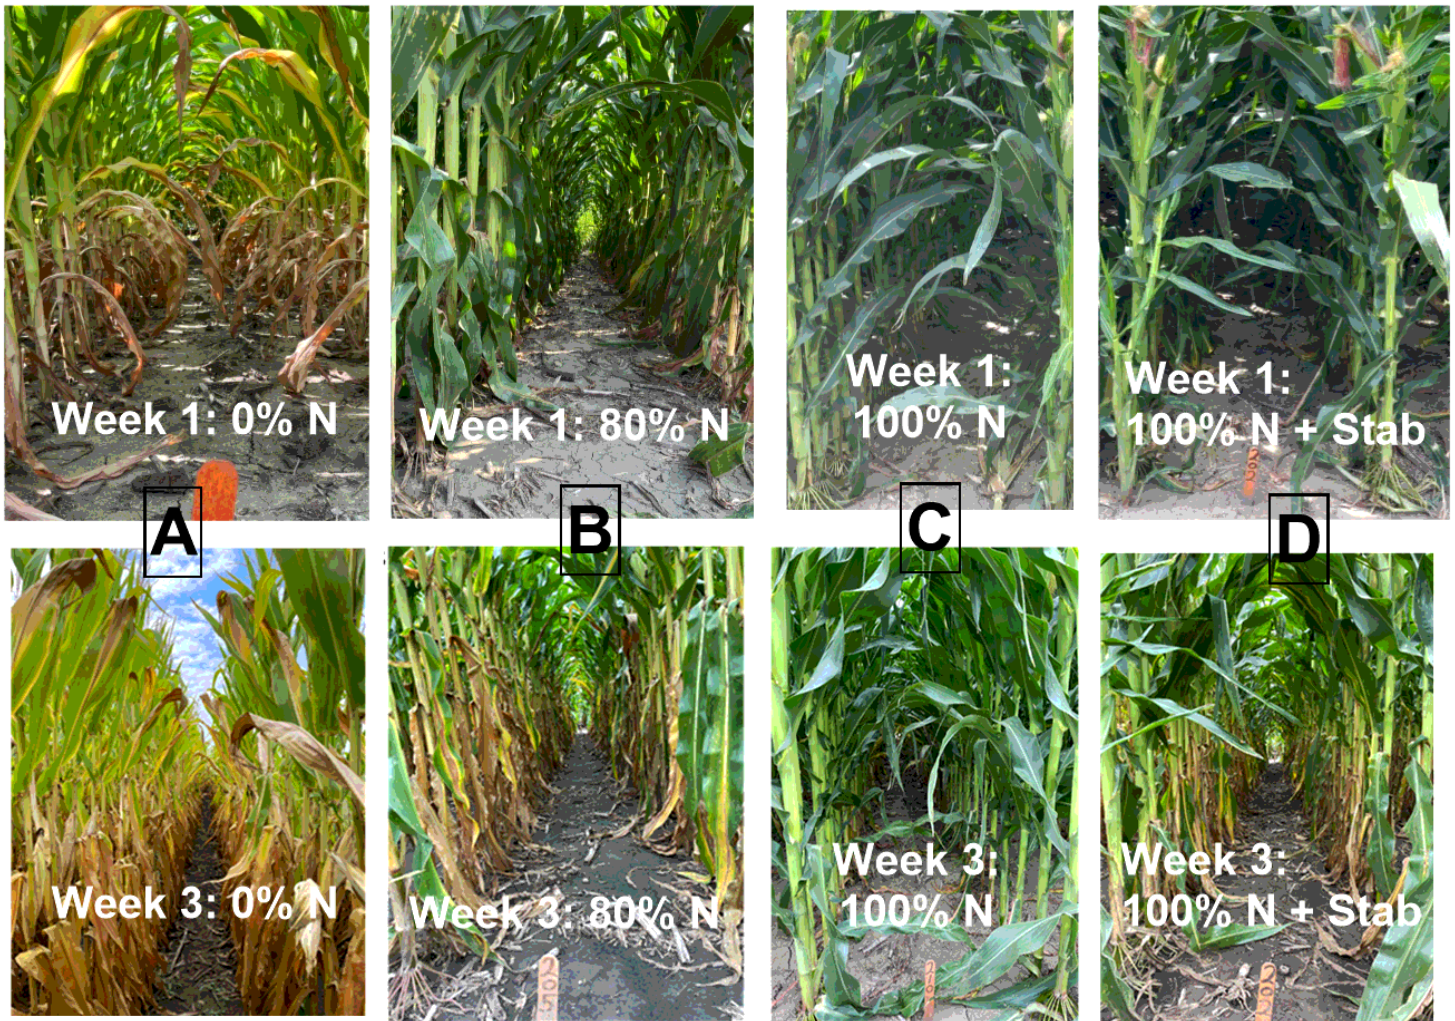 Week 1: 0% N
Week 1: 80% N
Week 1:
100% N
Week 1:
100% N + Stab
A
B
C
D
Week 3: 0% N
Week 3: 80% N
Week 3:
100% N
Week 3:
100% N + Stab